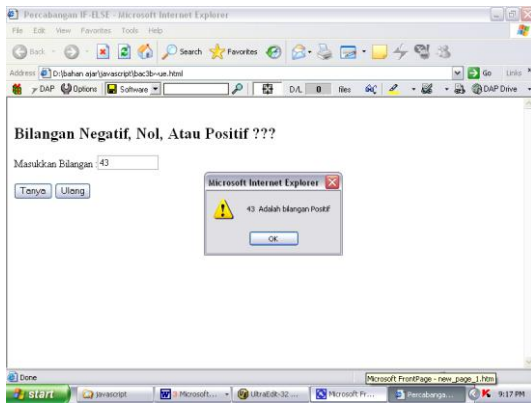 Percabangan IF-ELSE - Microsoft Internet Explorer
File Edit View Favorites Tools Help
Back Search Favorites
Address D:\bahan ajar\javascript\ Go Links
DAP Options Software D/L 0 files DAP Drive
Bilangan Negatif, Nol, Atau Positif ???
Masukkan Bilangan : 43
Tanya Ulang
Microsoft Internet Explorer
43 Adalah bilangan Positif
OK
Done
Microsoft FrontPage - new_page_1.htm
start javascript 3 Microsoft... UltraEdit-32 ... Microsoft Fr... Percabanga... 9:17 PM